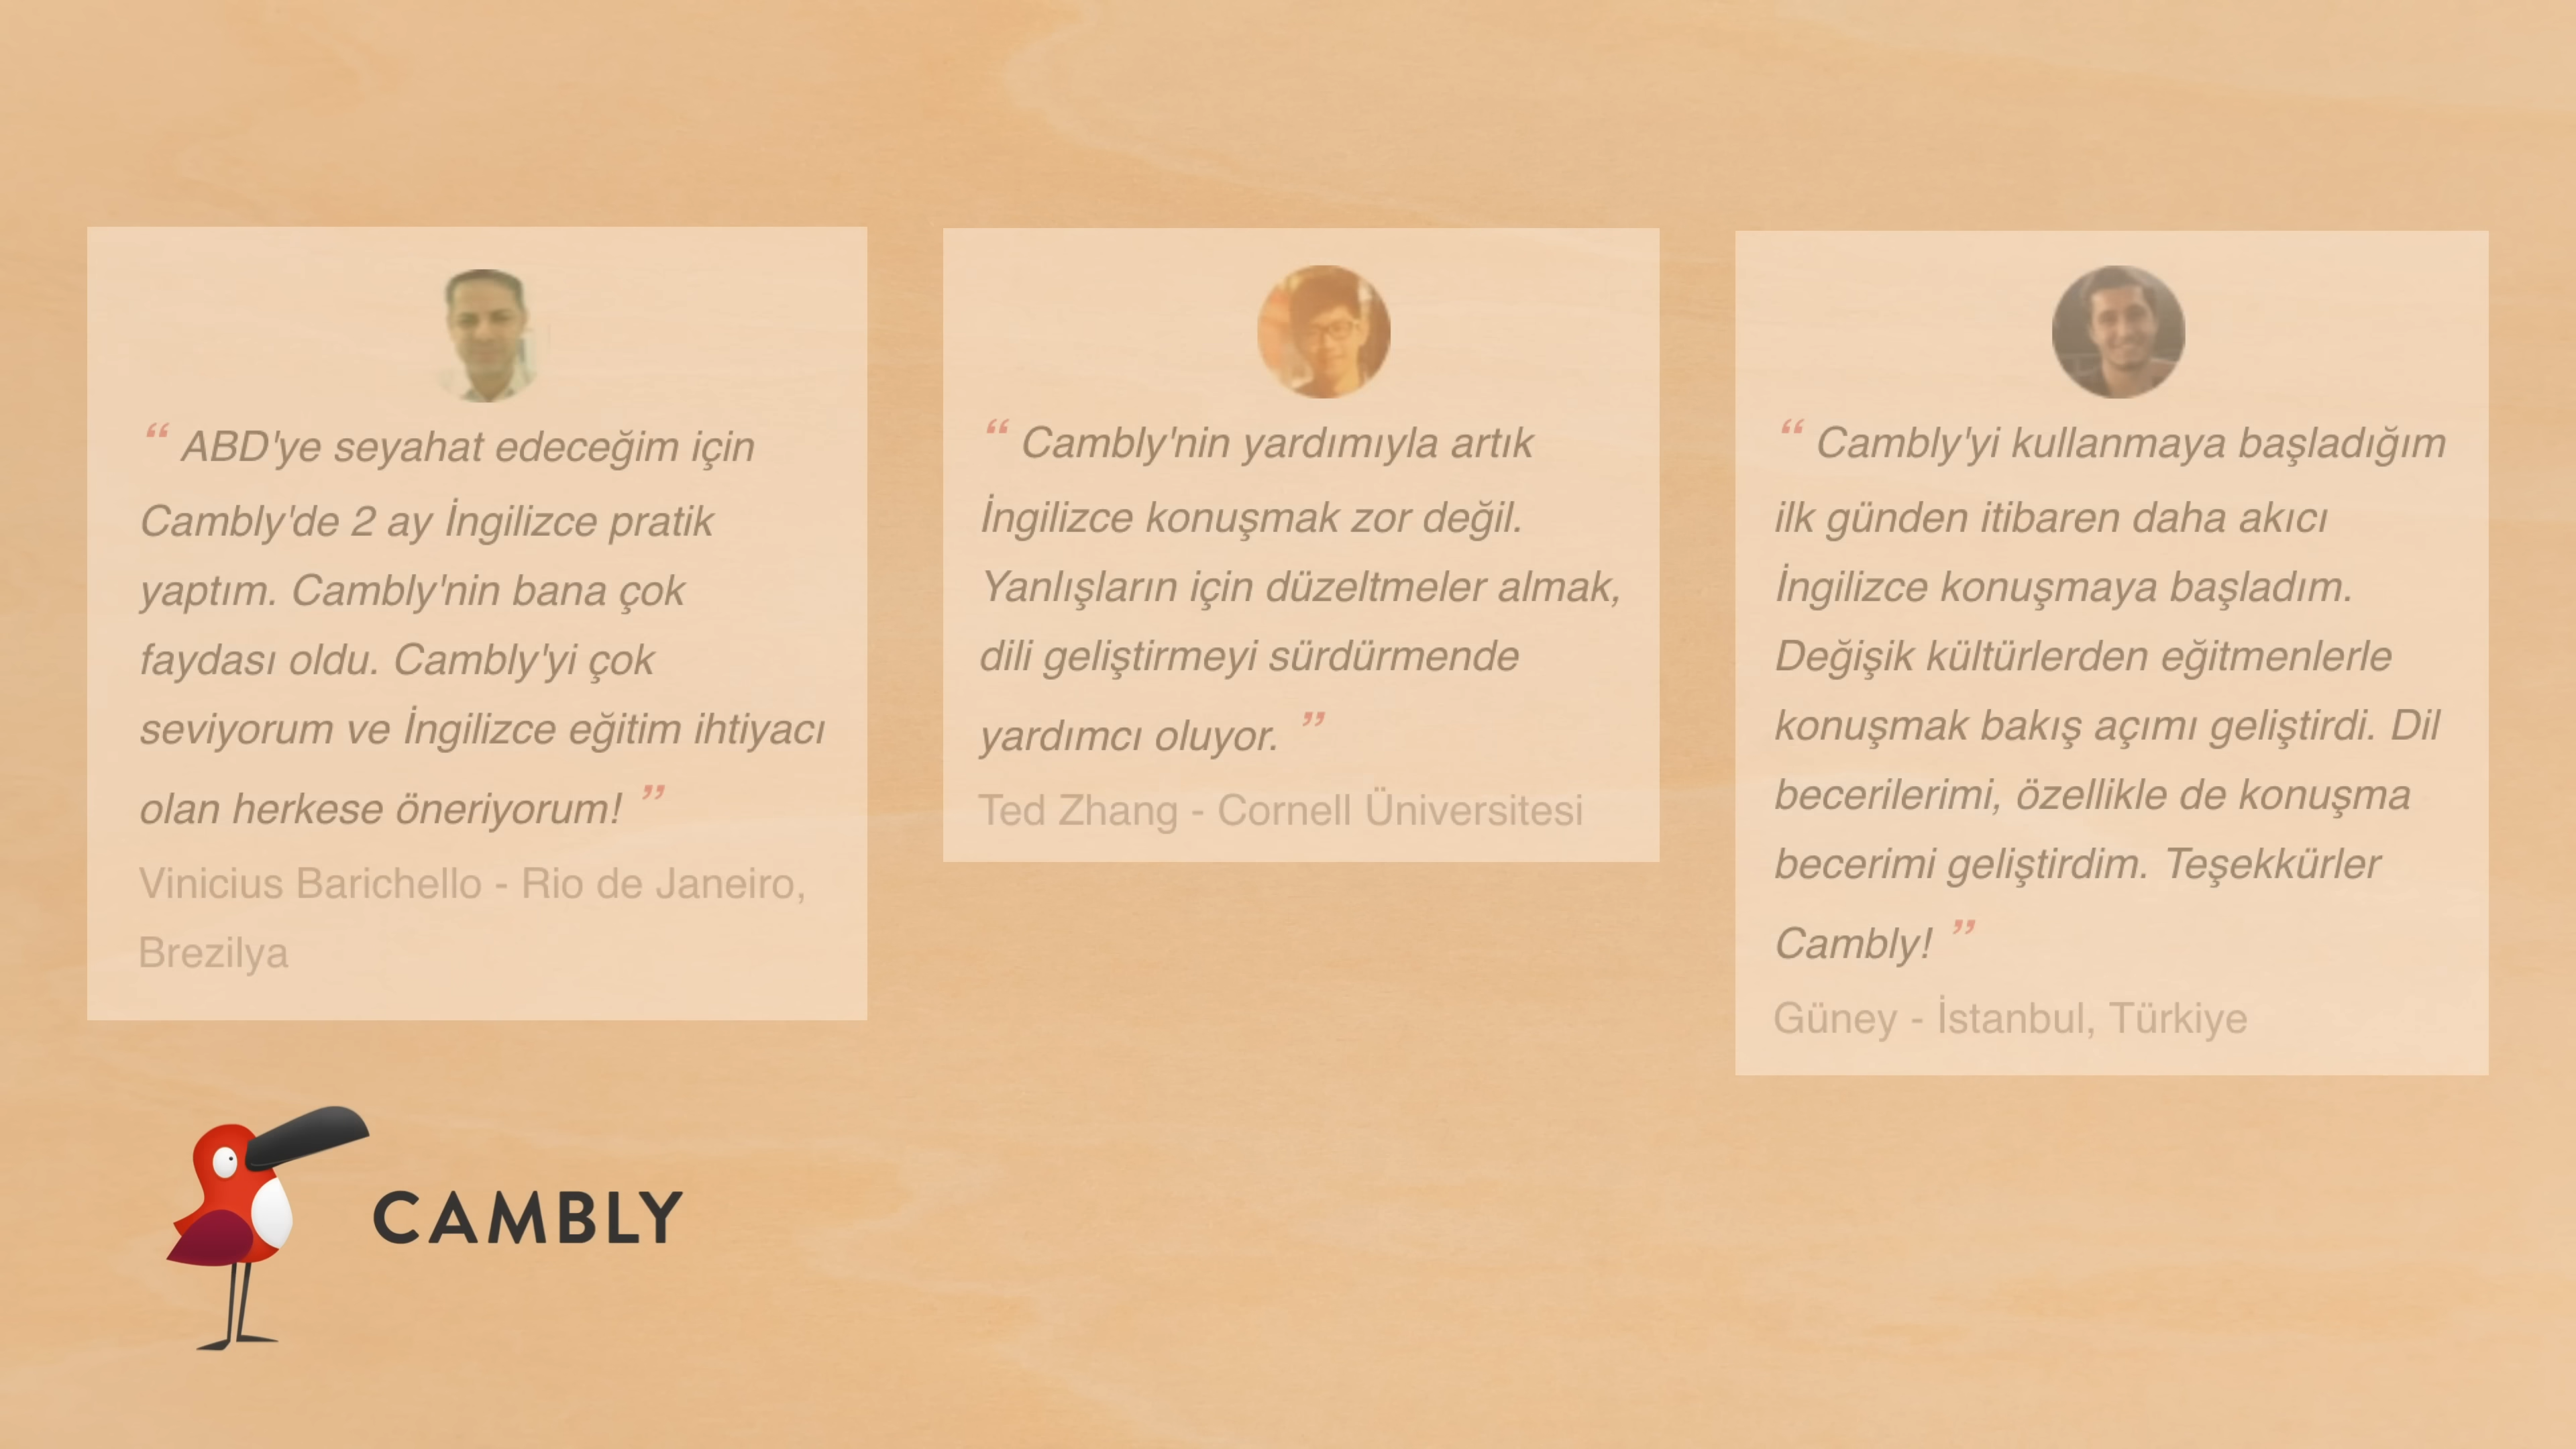 “ ABD'ye seyahat edeceğim için
Cambly'de 2 ay İngilizce pratik
yaptım. Cambly'nin bana çok
faydası oldu. Cambly'yi çok
seviyorum ve İngilizce eğitim ihtiyacı
olan herkese öneriyorum! ”
Vinicius Barichello - Rio de Janeiro,
Brezilya
“ Cambly'nin yardımıyla artık
İngilizce konuşmak zor değil.
Yanlışların için düzeltmeler almak,
dili geliştirmeyi sürdürmende
yardımcı oluyor. ”
Ted Zhang - Cornell Üniversitesi
“ Cambly'yi kullanmaya başladığım
ilk günden itibaren daha akıcı
İngilizce konuşmaya başladım.
Değişik kültürlerden eğitmenlerle
konuşmak bakış açımı geliştirdi. Dil
becerilerimi, özellikle de konuşma
becerimi geliştirdim. Teşekkürler
Cambly! ”
Güney - İstanbul, Türkiye
CAMBLY